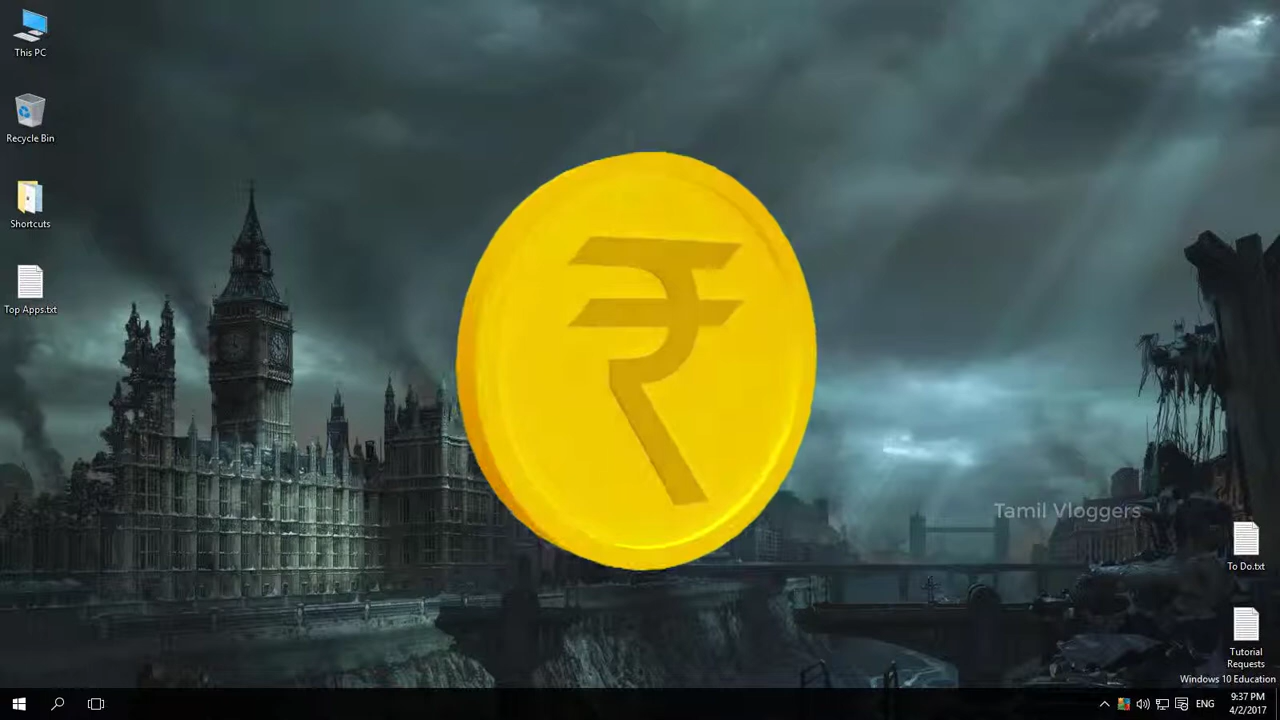 This PC
Recycle Bin
Shortcuts
Top Apps.txt
₹
Tamil Vloggers
To Do.txt
Tutorial
Requests
Windows 10 Education
ENG
9:37 PM
4/2/2017